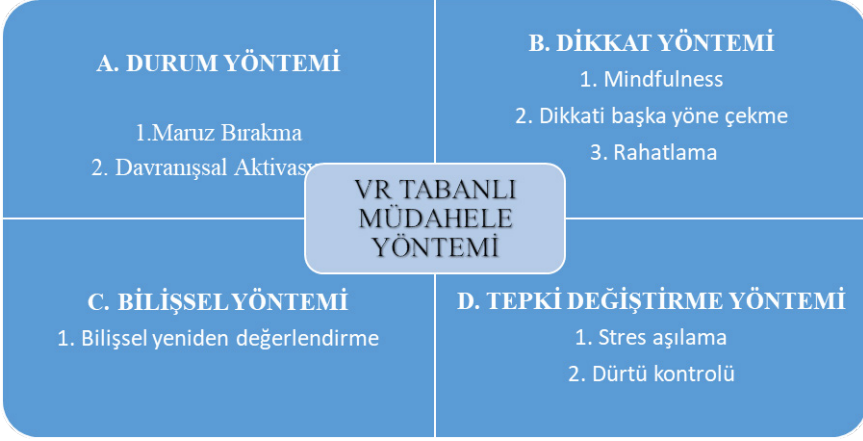 A. DURUM YÖNTEMİ
1.Maruz Bırakma
2. Davranışsal Aktivasy
B. DİKKAT YÖNTEMİ
1. Mindfulness
2. Dikkati başka yöne çekme
3. Rahatlama
VR TABANLI
MÜDAHELE
YÖNTEMİ
C. BİLİŞSEL YÖNTEMİ
1. Bilişsel yeniden değerlendirme
D. TEPKİ DEĞİŞTİRME YÖNTEMİ
1. Stres aşılama
2. Dürtü kontrolü